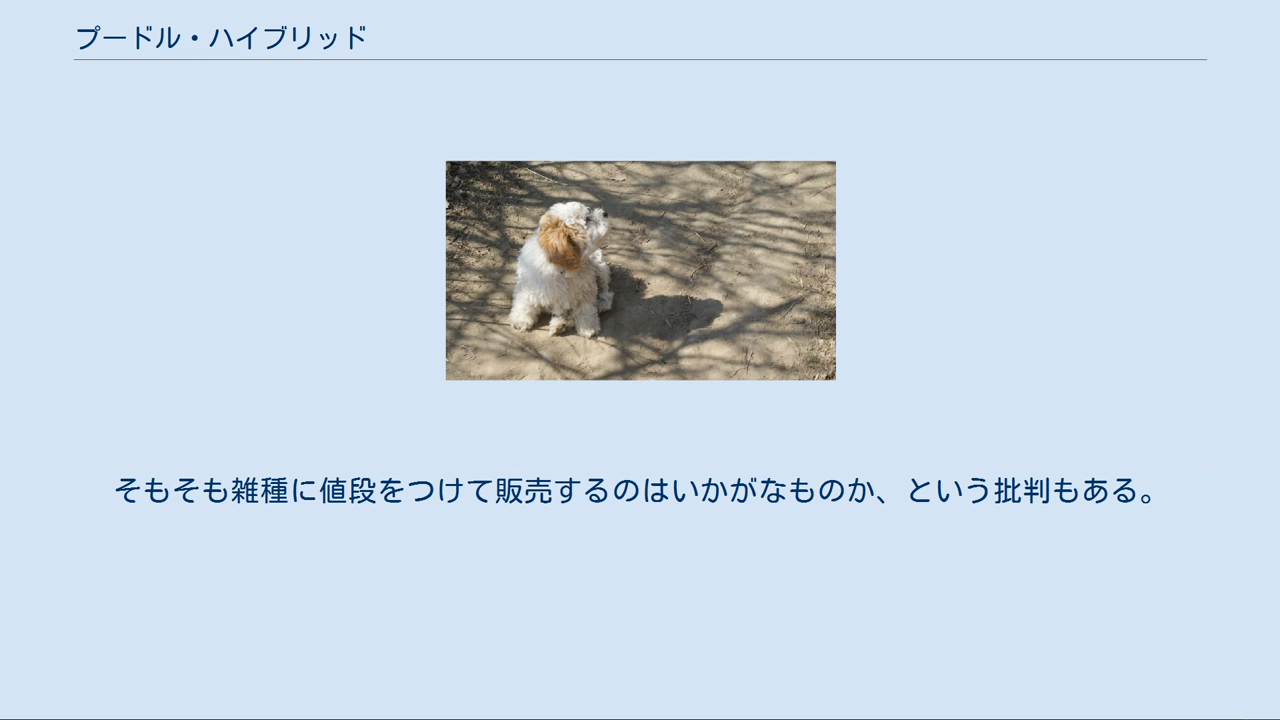 プードル・ハイブリッド
そもそも雑種に値段をつけて販売するのはいかがなものか、という批判もある。